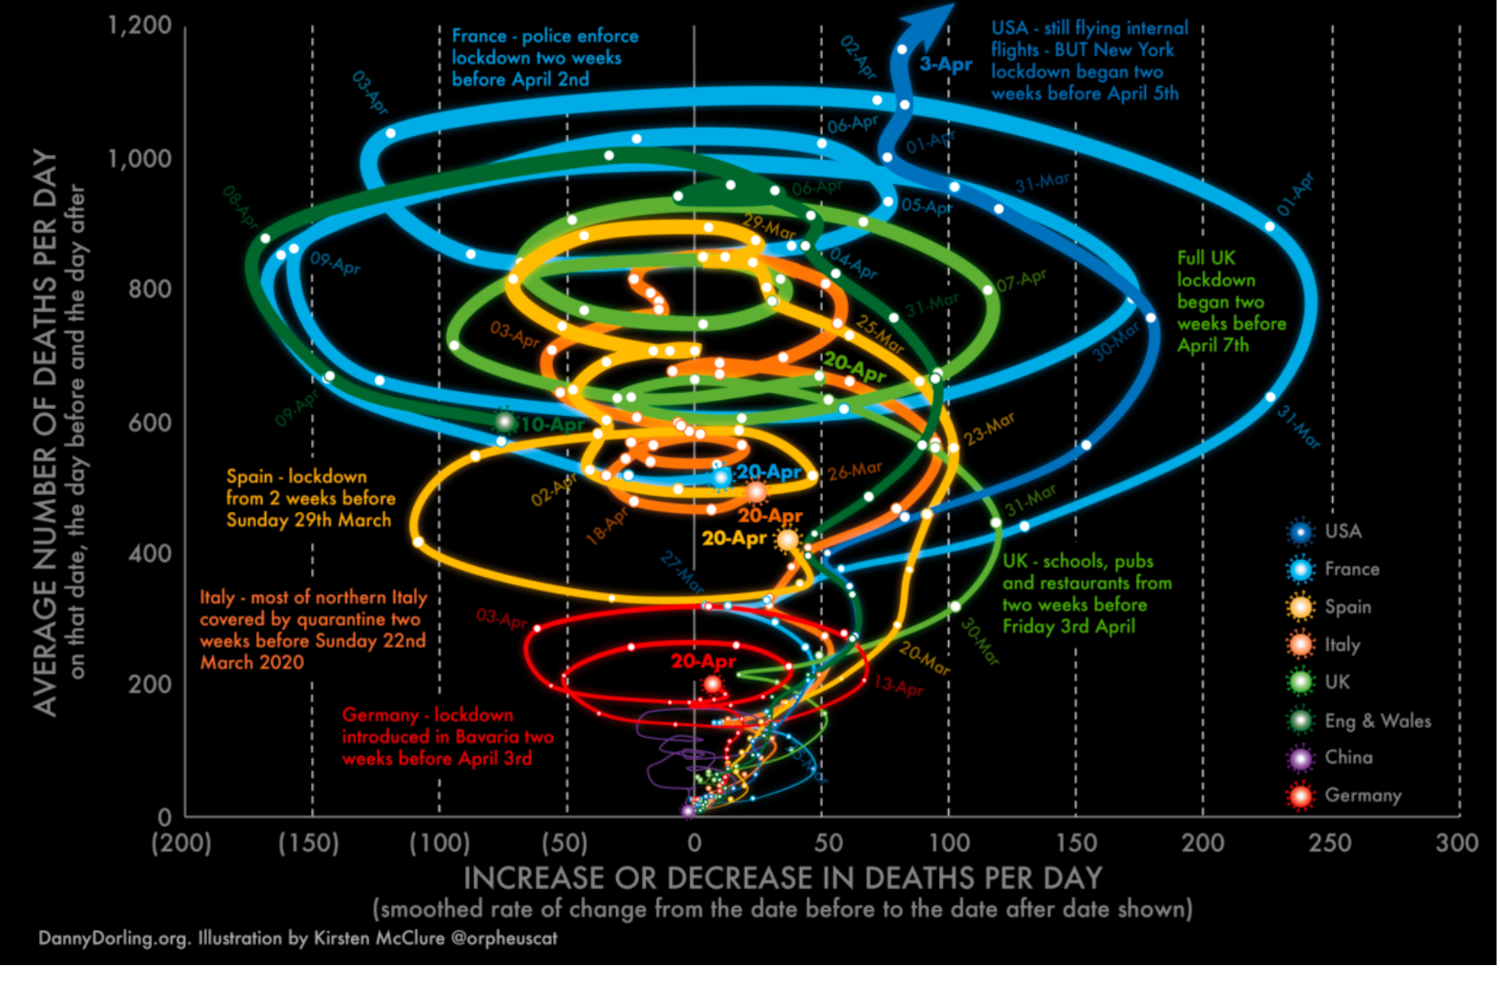 1,200
1,000
800
600
400
200
0
AVERAGE NUMBER OF DEATHS PER DAY
on that date, the day before and the day after
France - police enforce
lockdown two weeks
before April 2nd
USA - still flying internal
flights - BUT New York
lockdown began two
weeks before April 5th
Full UK
lockdown
began two
weeks before
April 7th
Spain - lockdown
from 2 weeks before
Sunday 29th March
UK - schools, pubs
and restaurants from
two weeks before
Friday 3rd April
Italy - most of northern Italy
covered by quarantine two
weeks before Sunday 22nd
March 2020
Germany - lockdown
introduced in Bavaria two
weeks before April 3rd
03-Apr
02-Apr
3-Apr
06-Apr
01-Apr
31-Mar
01-Apr
08-Apr
06-Apr
05-Apr
29-Mar
09-Apr
04-Apr
07-Apr
31-Mar
03-Apr
25-Mar
30-Mar
20-Apr
09-Apr
10-Apr
23-Mar
31-Mar
20-Apr
26-Mar
02-Apr
31-Mar
18-Apr
20-Apr
20-Apr
27-Mar
03-Apr
30-Mar
20-Mar
20-Apr
13-Apr
USA
France
Spain
Italy
UK
Eng & Wales
China
Germany
(200)
(150)
(100)
(50)
0
50
100
150
200
250
300
INCREASE OR DECREASE IN DEATHS PER DAY
(smoothed rate of change from the date before to the date after date shown)
DannyDorling.org. Illustration by Kirsten McClure @orpheuscat